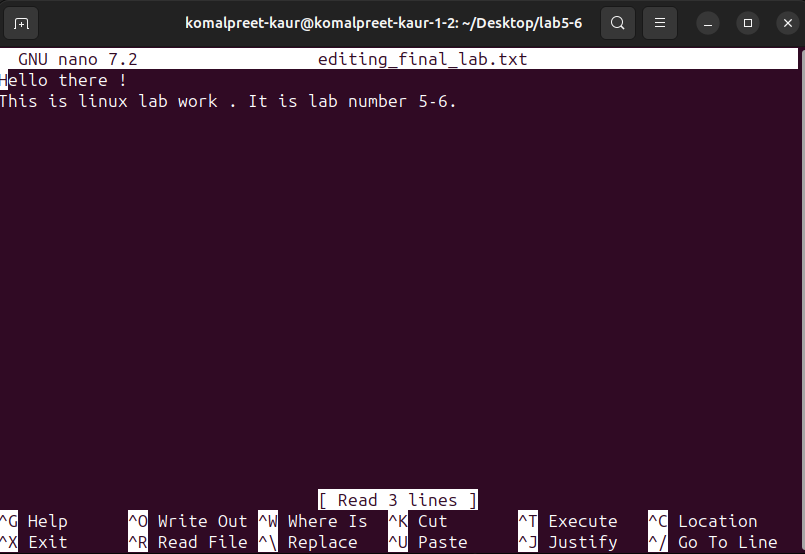 komalpreet-kaur@komalpreet-kaur-1-2: ~/Desktop/lab5-6
GNU nano 7.2 editing_final_lab.txt
Hello there !
This is linux lab work . It is lab number 5-6.
[ Read 3 lines ]
^G Help ^O Write Out ^W Where Is ^K Cut ^T Execute ^C Location
^X Exit ^R Read File ^\ Replace ^U Paste ^J Justify ^/ Go To Line